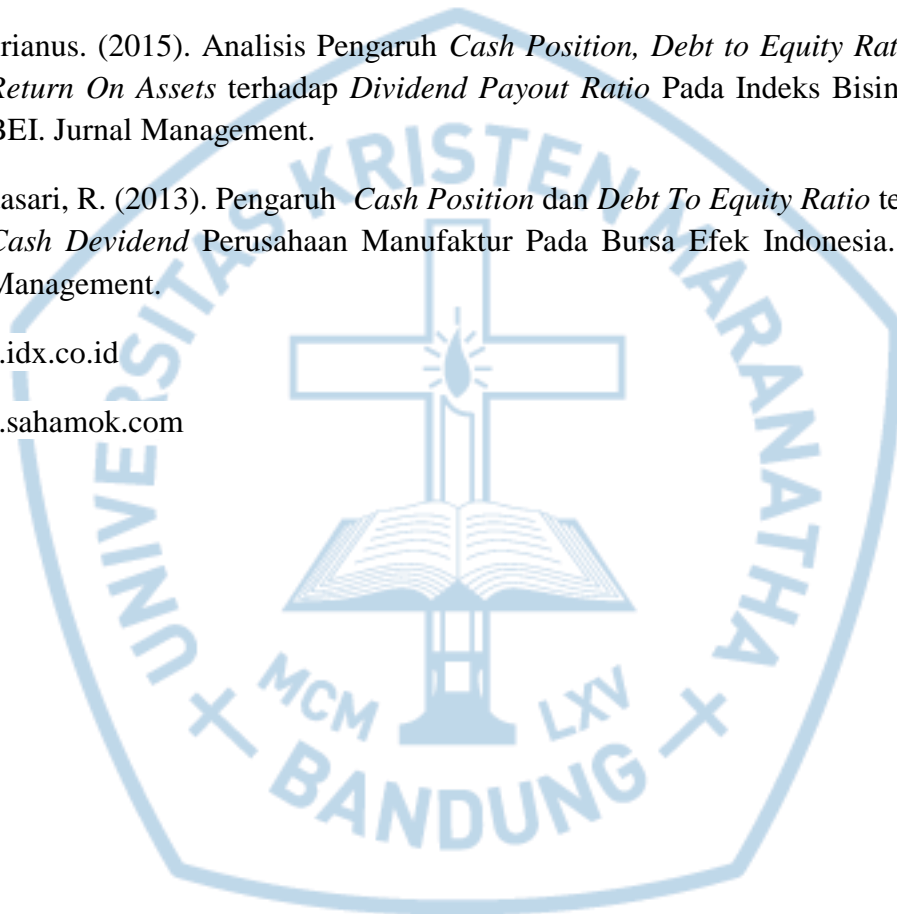 rianus. (2015). Analisis Pengaruh Cash Position, Debt to Equity Rat
Return On Assets terhadap Dividend Payout Ratio Pada Indeks Bisin
BEI. Jurnal Management.
asari, R. (2013). Pengaruh Cash Position dan Debt To Equity Ratio te
Cash Devidend Perusahaan Manufaktur Pada Bursa Efek Indonesia.
Management.
.idx.co.id
.sahamok.com
UNIVERSITAS KRISTEN MARANATHA
MCM LXV
BANDUNG